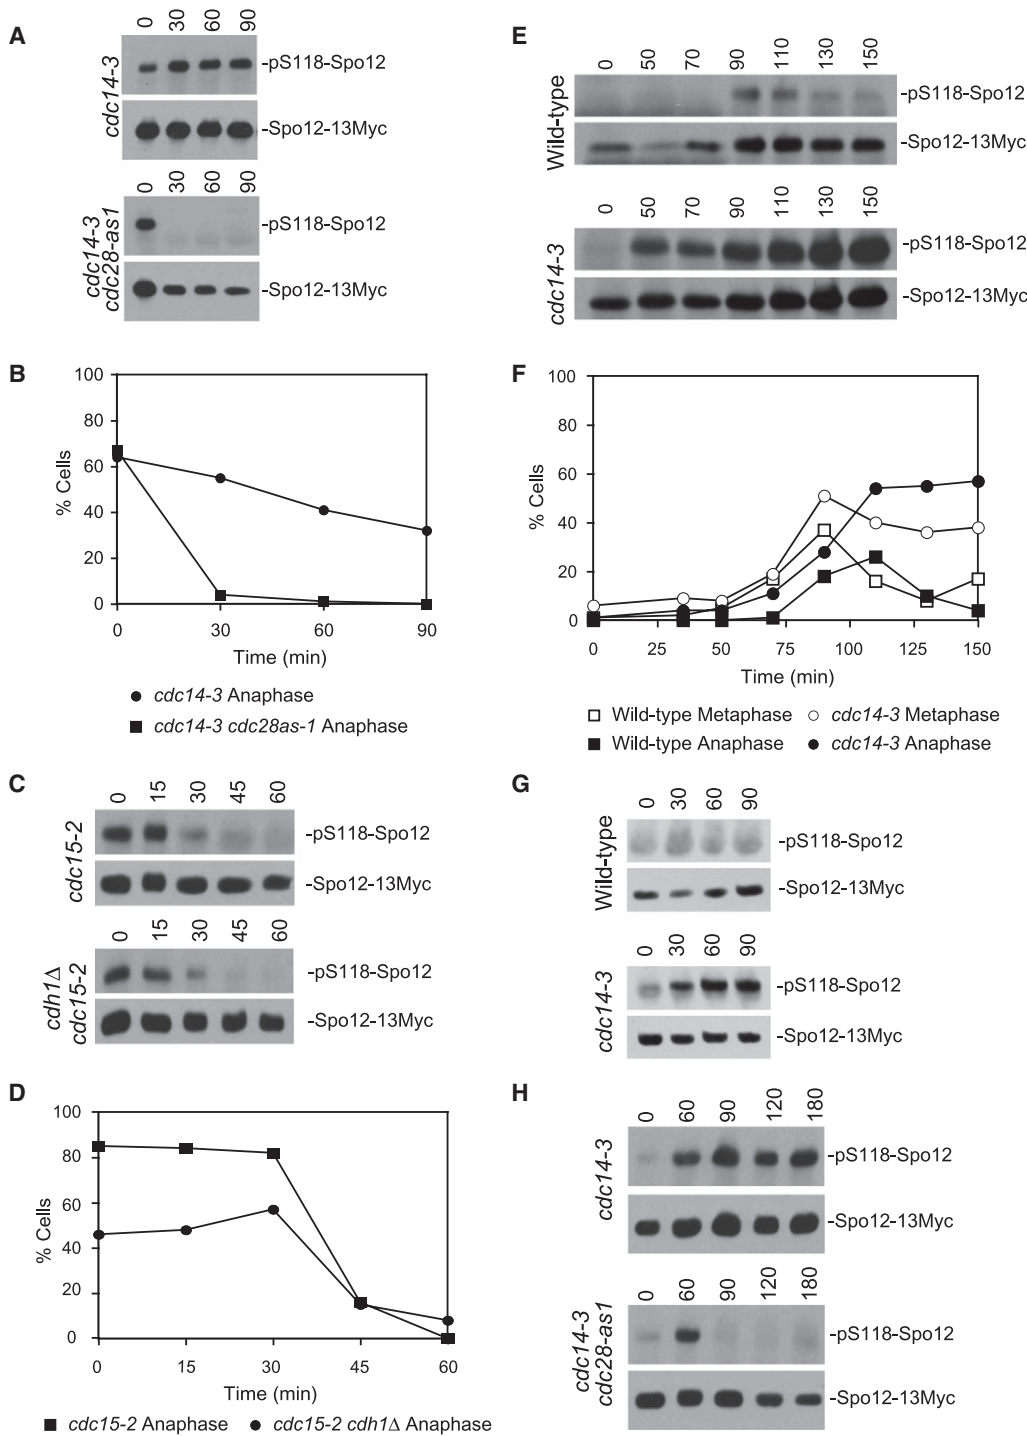 A
0 30 60 90
cdc14-3
-pS118-Spo12
-Spo12-13Myc
0 30 60 90
cdc14-3
cdc28-as1
-pS118-Spo12
-Spo12-13Myc
B
100
80
60
40
20
0
% Cells
0 30 60 90
Time (min)
cdc14-3 Anaphase
cdc14-3 cdc28as-1 Anaphase
C
0 15 30 45 60
cdc15-2
-pS118-Spo12
-Spo12-13Myc
0 15 30 45 60
cdh1Δ
cdc15-2
-pS118-Spo12
-Spo12-13Myc
D
100
80
60
40
20
0
% Cells
0 15 30 45 60
Time (min)
cdc15-2 Anaphase
cdc15-2 cdh1Δ Anaphase
E
0 50 70 90 110 130 150
Wild-type
-pS118-Spo12
-Spo12-13Myc
0 50 70 90 110 130 150
cdc14-3
-pS118-Spo12
-Spo12-13Myc
F
100
80
60
40
20
0
% Cells
0 25 50 75 100 125 150
Time (min)
Wild-type Metaphase
cdc14-3 Metaphase
Wild-type Anaphase
cdc14-3 Anaphase
G
0 30 60 90
Wild-type
-pS118-Spo12
-Spo12-13Myc
0 30 60 90
cdc14-3
-pS118-Spo12
-Spo12-13Myc
H
0 60 90 120 180
cdc14-3
-pS118-Spo12
-Spo12-13Myc
0 60 90 120 180
cdc14-3
cdc28-as1
-pS118-Spo12
-Spo12-13Myc